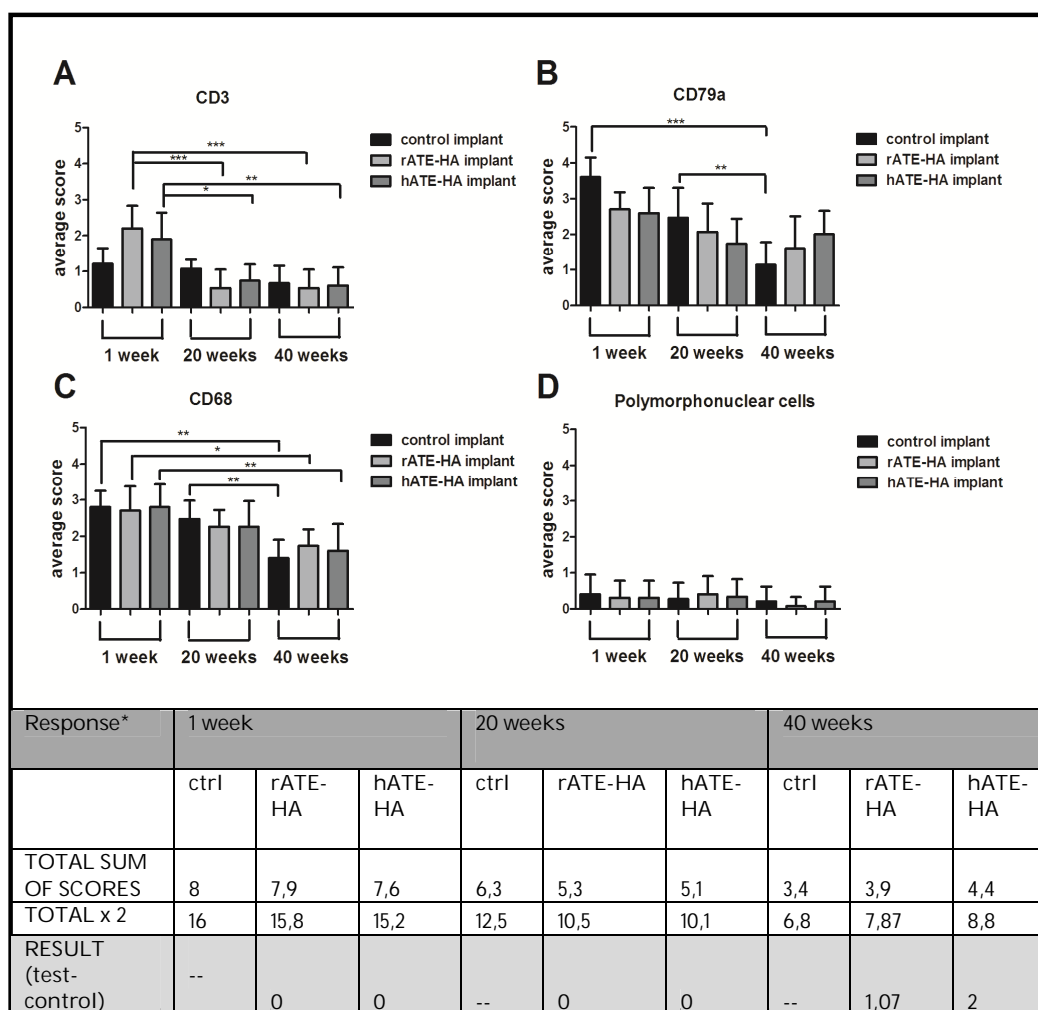 A
CD3
average score
5
4
3
2
1
0
*** 
***
**
*
control implant
rATE-HA implant
hATE-HA implant
1 week 20 weeks 40 weeks
B
CD79a
average score
5
4
3
2
1
0
***
**
control implant
rATE-HA implant
hATE-HA implant
1 week 20 weeks 40 weeks
C
CD68
average score
5
4
3
2
1
0
**
*
**
**
control implant
rATE-HA implant
hATE-HA implant
1 week 20 weeks 40 weeks
D
Polymorphonuclear cells
average score
5
4
3
2
1
0
control implant
rATE-HA implant
hATE-HA implant
1 week 20 weeks 40 weeks
Response* 1 week 20 weeks 40 weeks
ctrl rATE- hATE- ctrl rATE-HA hATE- ctrl rATE- hATE-
HA HA HA HA HA
TOTAL SUM
OF SCORES 8 7,9 7,6 6,3 5,3 5,1 3,4 3,9 4,4
TOTAL x 2 16 15,8 15,2 12,5 10,5 10,1 6,8 7,87 8,8
RESULT
(test- --
control) 0 0 -- 0 0 -- 1,07 2